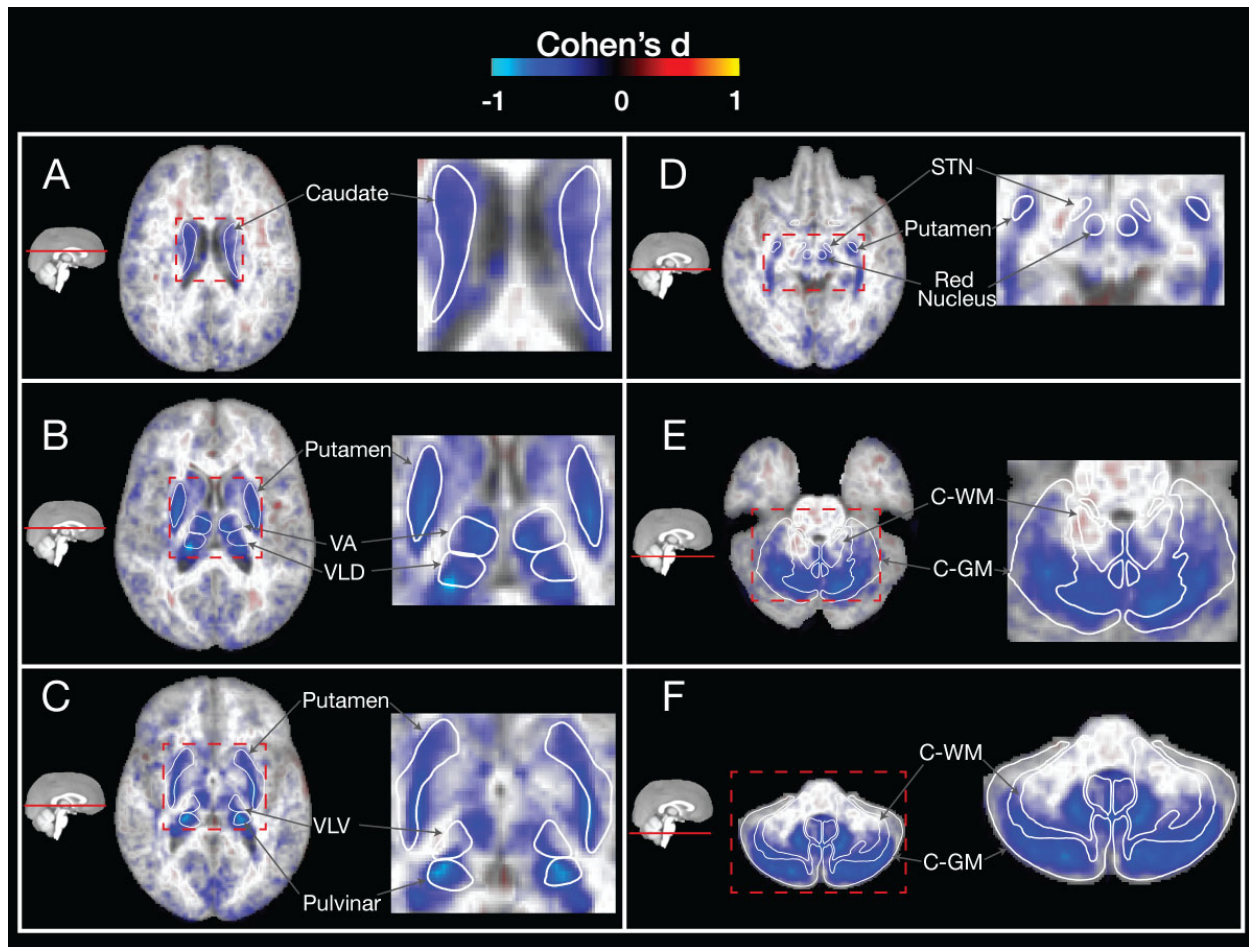 Cohen's d
-1 0 1
A
Caudate
B
Putamen
VA
VLD
C
Putamen
VLV
Pulvinar
D
STN
Putamen
Red
Nucleus
E
C-WM
C-GM
F
C-WM
C-GM